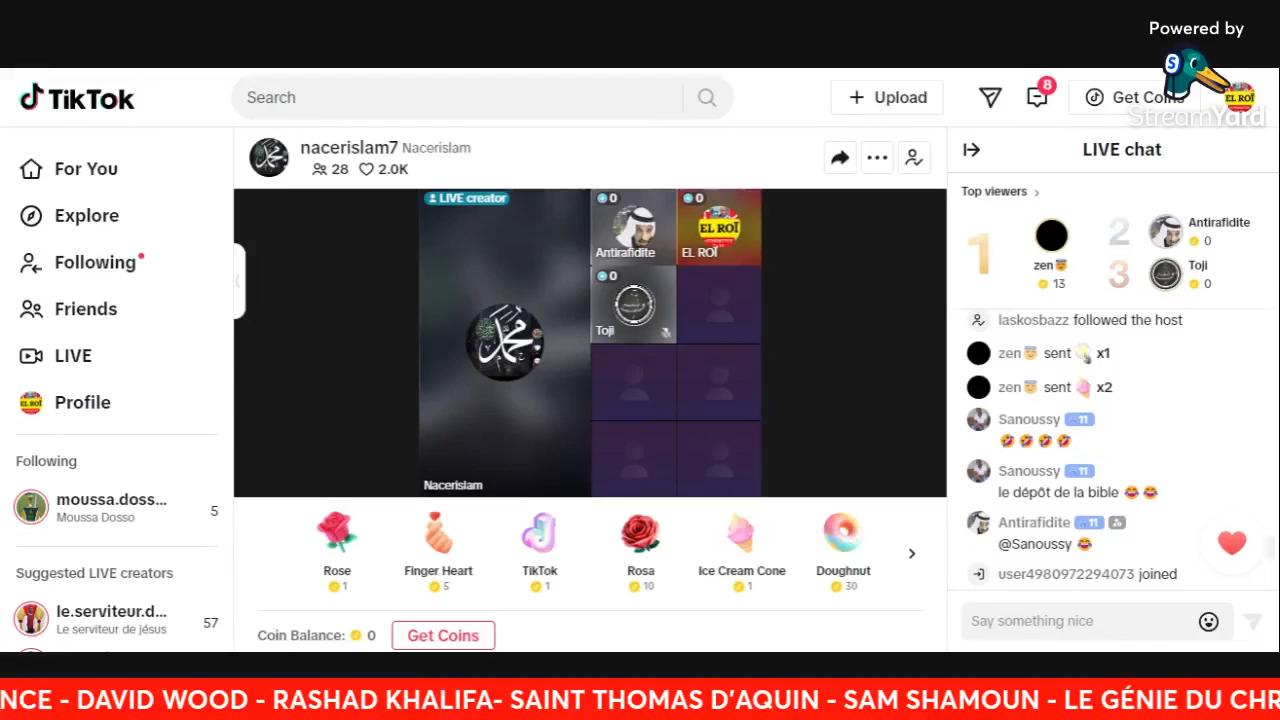 Powered by
StreamYard
TikTok
Search
Upload
8
Get Coins
EL ROÏ
For You
Explore
Following
Friends
LIVE
Profile
Following
moussa.doss...
Moussa Dosso
5
Suggested LIVE creators
le.serviteur.d...
Le serviteur de jésus
57
nacerislam7 Nacerislam
28 2.0K
LIVE creator
محمد
Nacerislam
0
Antirafidite
0
EL ROÏ
EL ROÏ
0
Toji
Rose
1
Finger Heart
5
TikTok
1
Rosa
10
Ice Cream Cone
1
Doughnut
30
Coin Balance: 0
Get Coins
LIVE chat
Top viewers
1
zen
13
2
Antirafidite
0
3
Toji
0
laskosbazz followed the host
zen sent x1
zen sent x2
Sanoussy 11
🤣 🤣 🤣 🤣
Sanoussy 11
le dépôt de la bible 😂 😂
Antirafidite 11
@Sanoussy 😂
user4980972294073 joined
Say something nice
NCE - DAVID WOOD - RASHAD KHALIFA- SAINT THOMAS D'AQUIN - SAM SHAMOUN - LE GÉNIE DU CHR